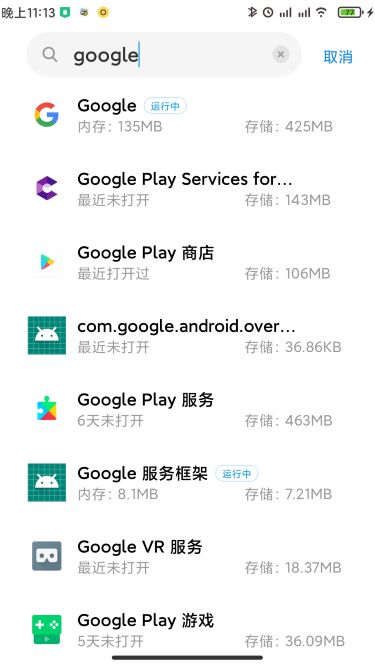 晚上11:13 77
google 取消
Google 运行中
内存：135MB 存储：425MB
Google Play Services for...
最近未打开 存储：143MB
Google Play 商店
最近打开过 存储：106MB
com.google.android.over...
最近未打开 存储：36.86KB
Google Play 服务
6天未打开 存储：463MB
Google 服务框架 运行中
内存：8.1MB 存储：7.21MB
Google VR 服务
最近未打开 存储：18.37MB
Google Play 游戏
5天未打开 存储：36.09MB